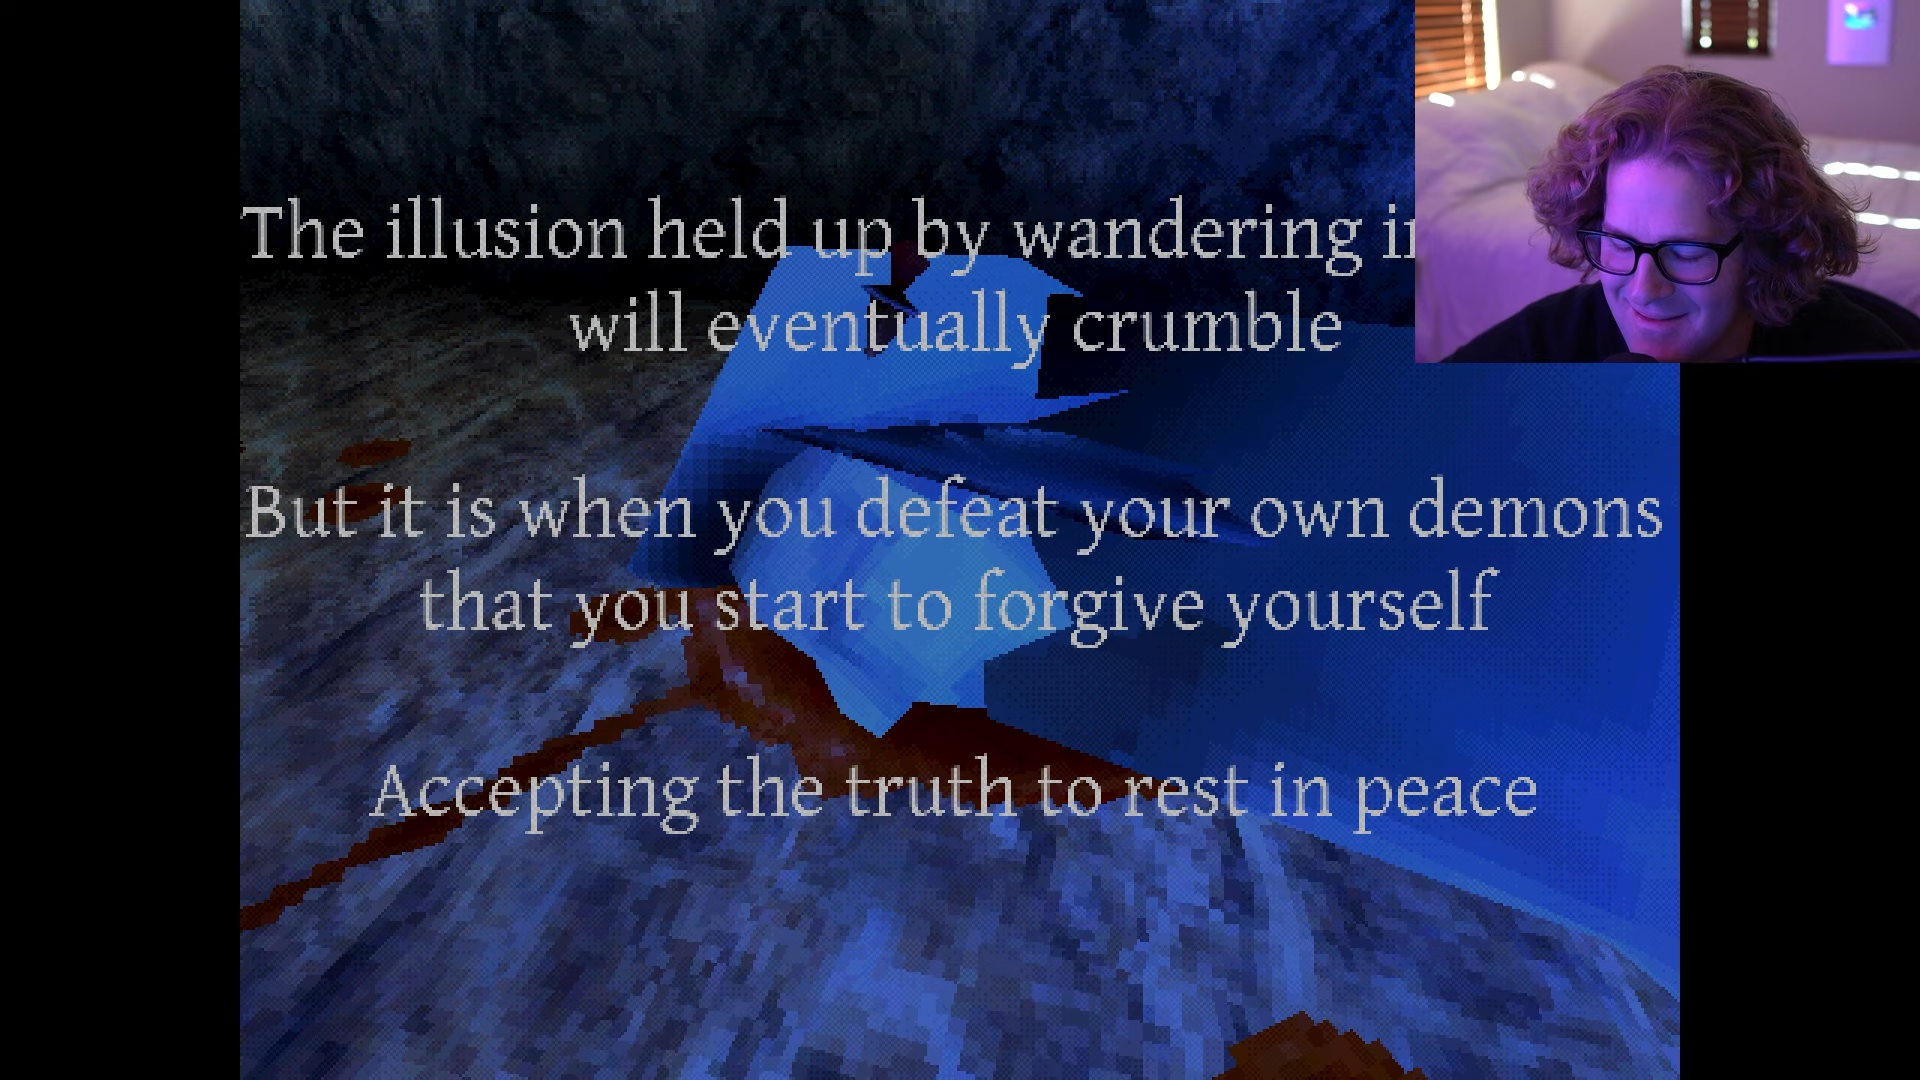 The illusion held up by wandering
will eventually crumble
But it is when you defeat your own demons
that you start to forgive yourself
Accepting the truth to rest in peace